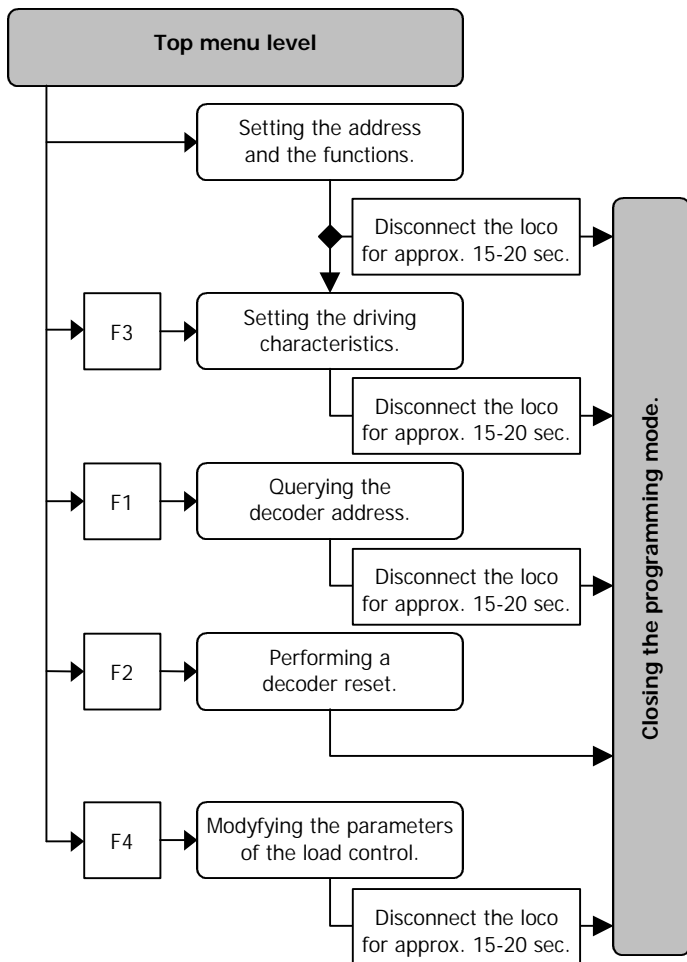 Top menu level
Setting the address
and the functions.
Disconnect the loco
for approx. 15-20 sec.
F3
Setting the driving
characteristics.
Disconnect the loco
for approx. 15-20 sec.
F1
Querying the
decoder address.
Disconnect the loco
for approx. 15-20 sec.
F2
Performing a
decoder reset.
F4
Modyfying the parameters
of the load control.
Disconnect the loco
for approx. 15-20 sec.
Closing the programming mode.